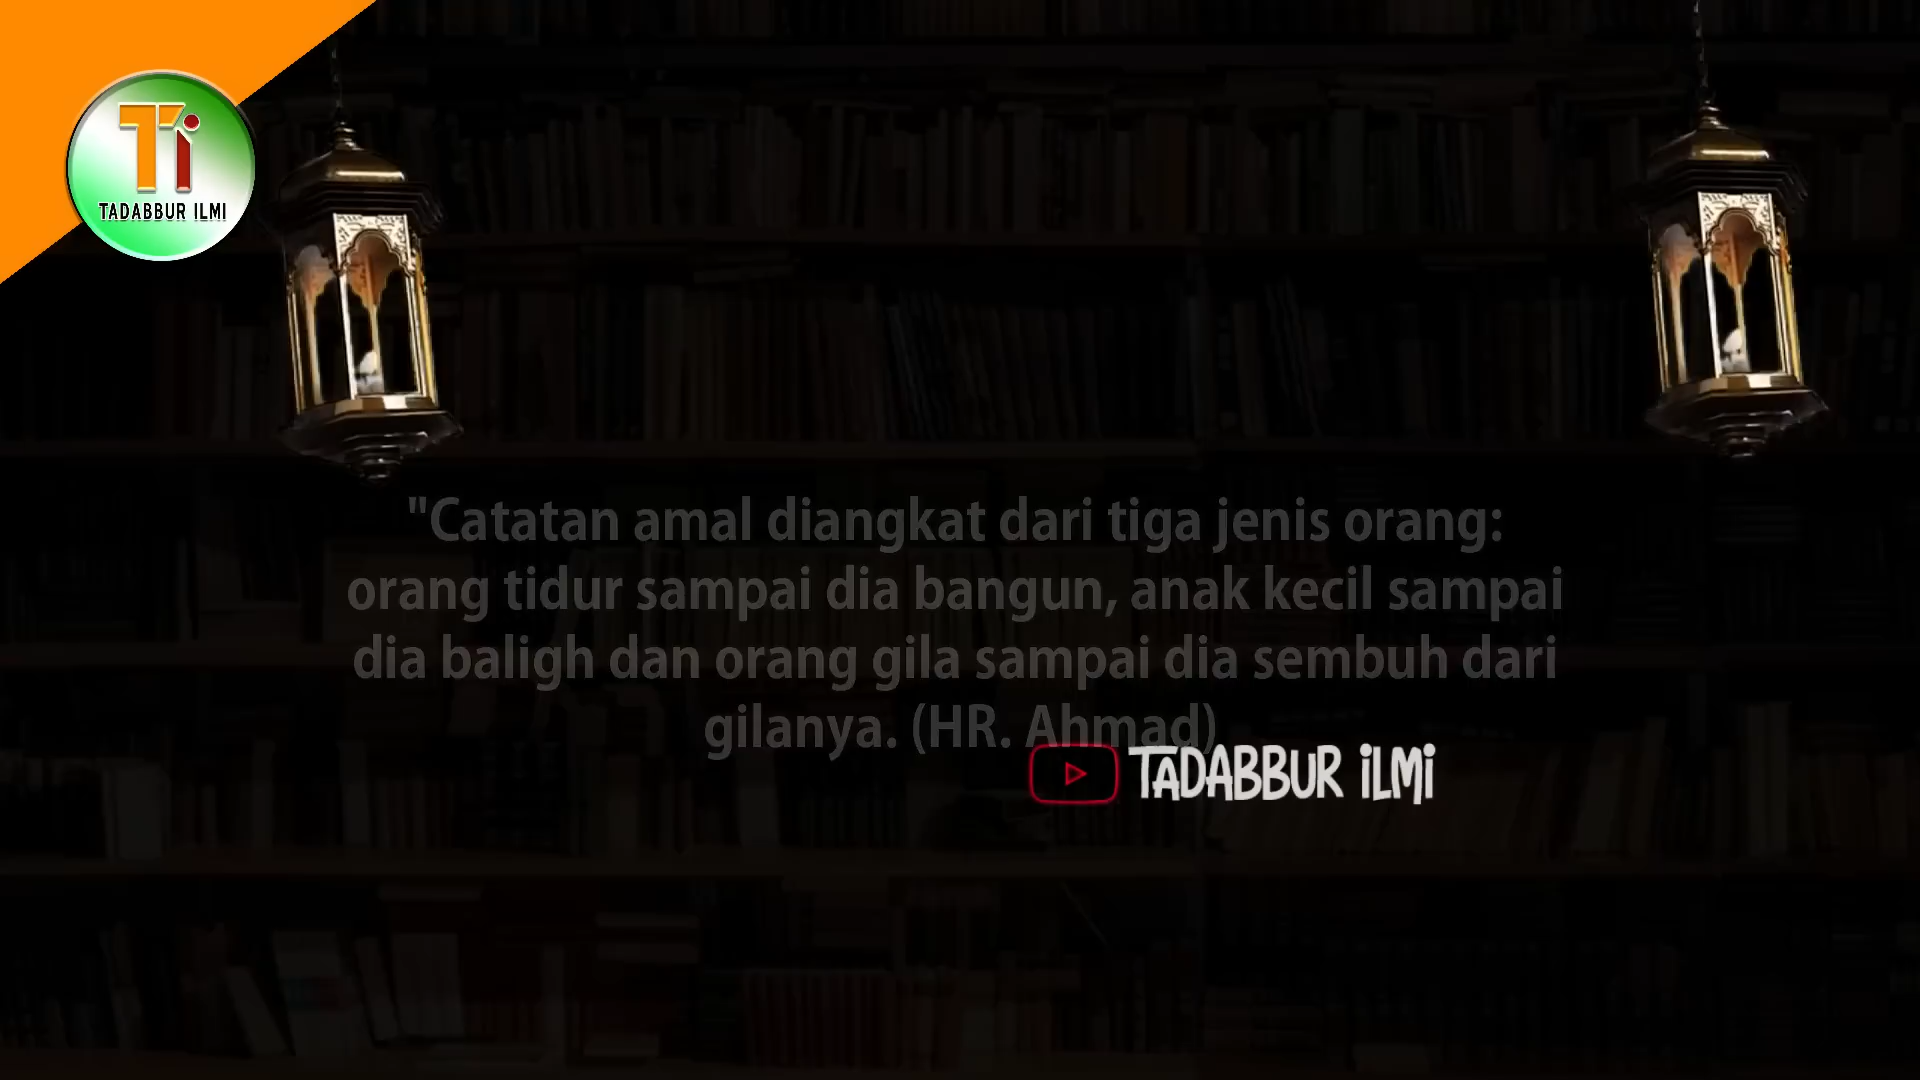 Ti
TADABBUR ILMI
"Catatan amal diangkat dari tiga jenis orang:
orang tidur sampai dia bangun, anak kecil sampai
dia baligh dan orang gila sampai dia sembuh dari
gilanya. (HR. Ahmad)
TADABBUR iLMi